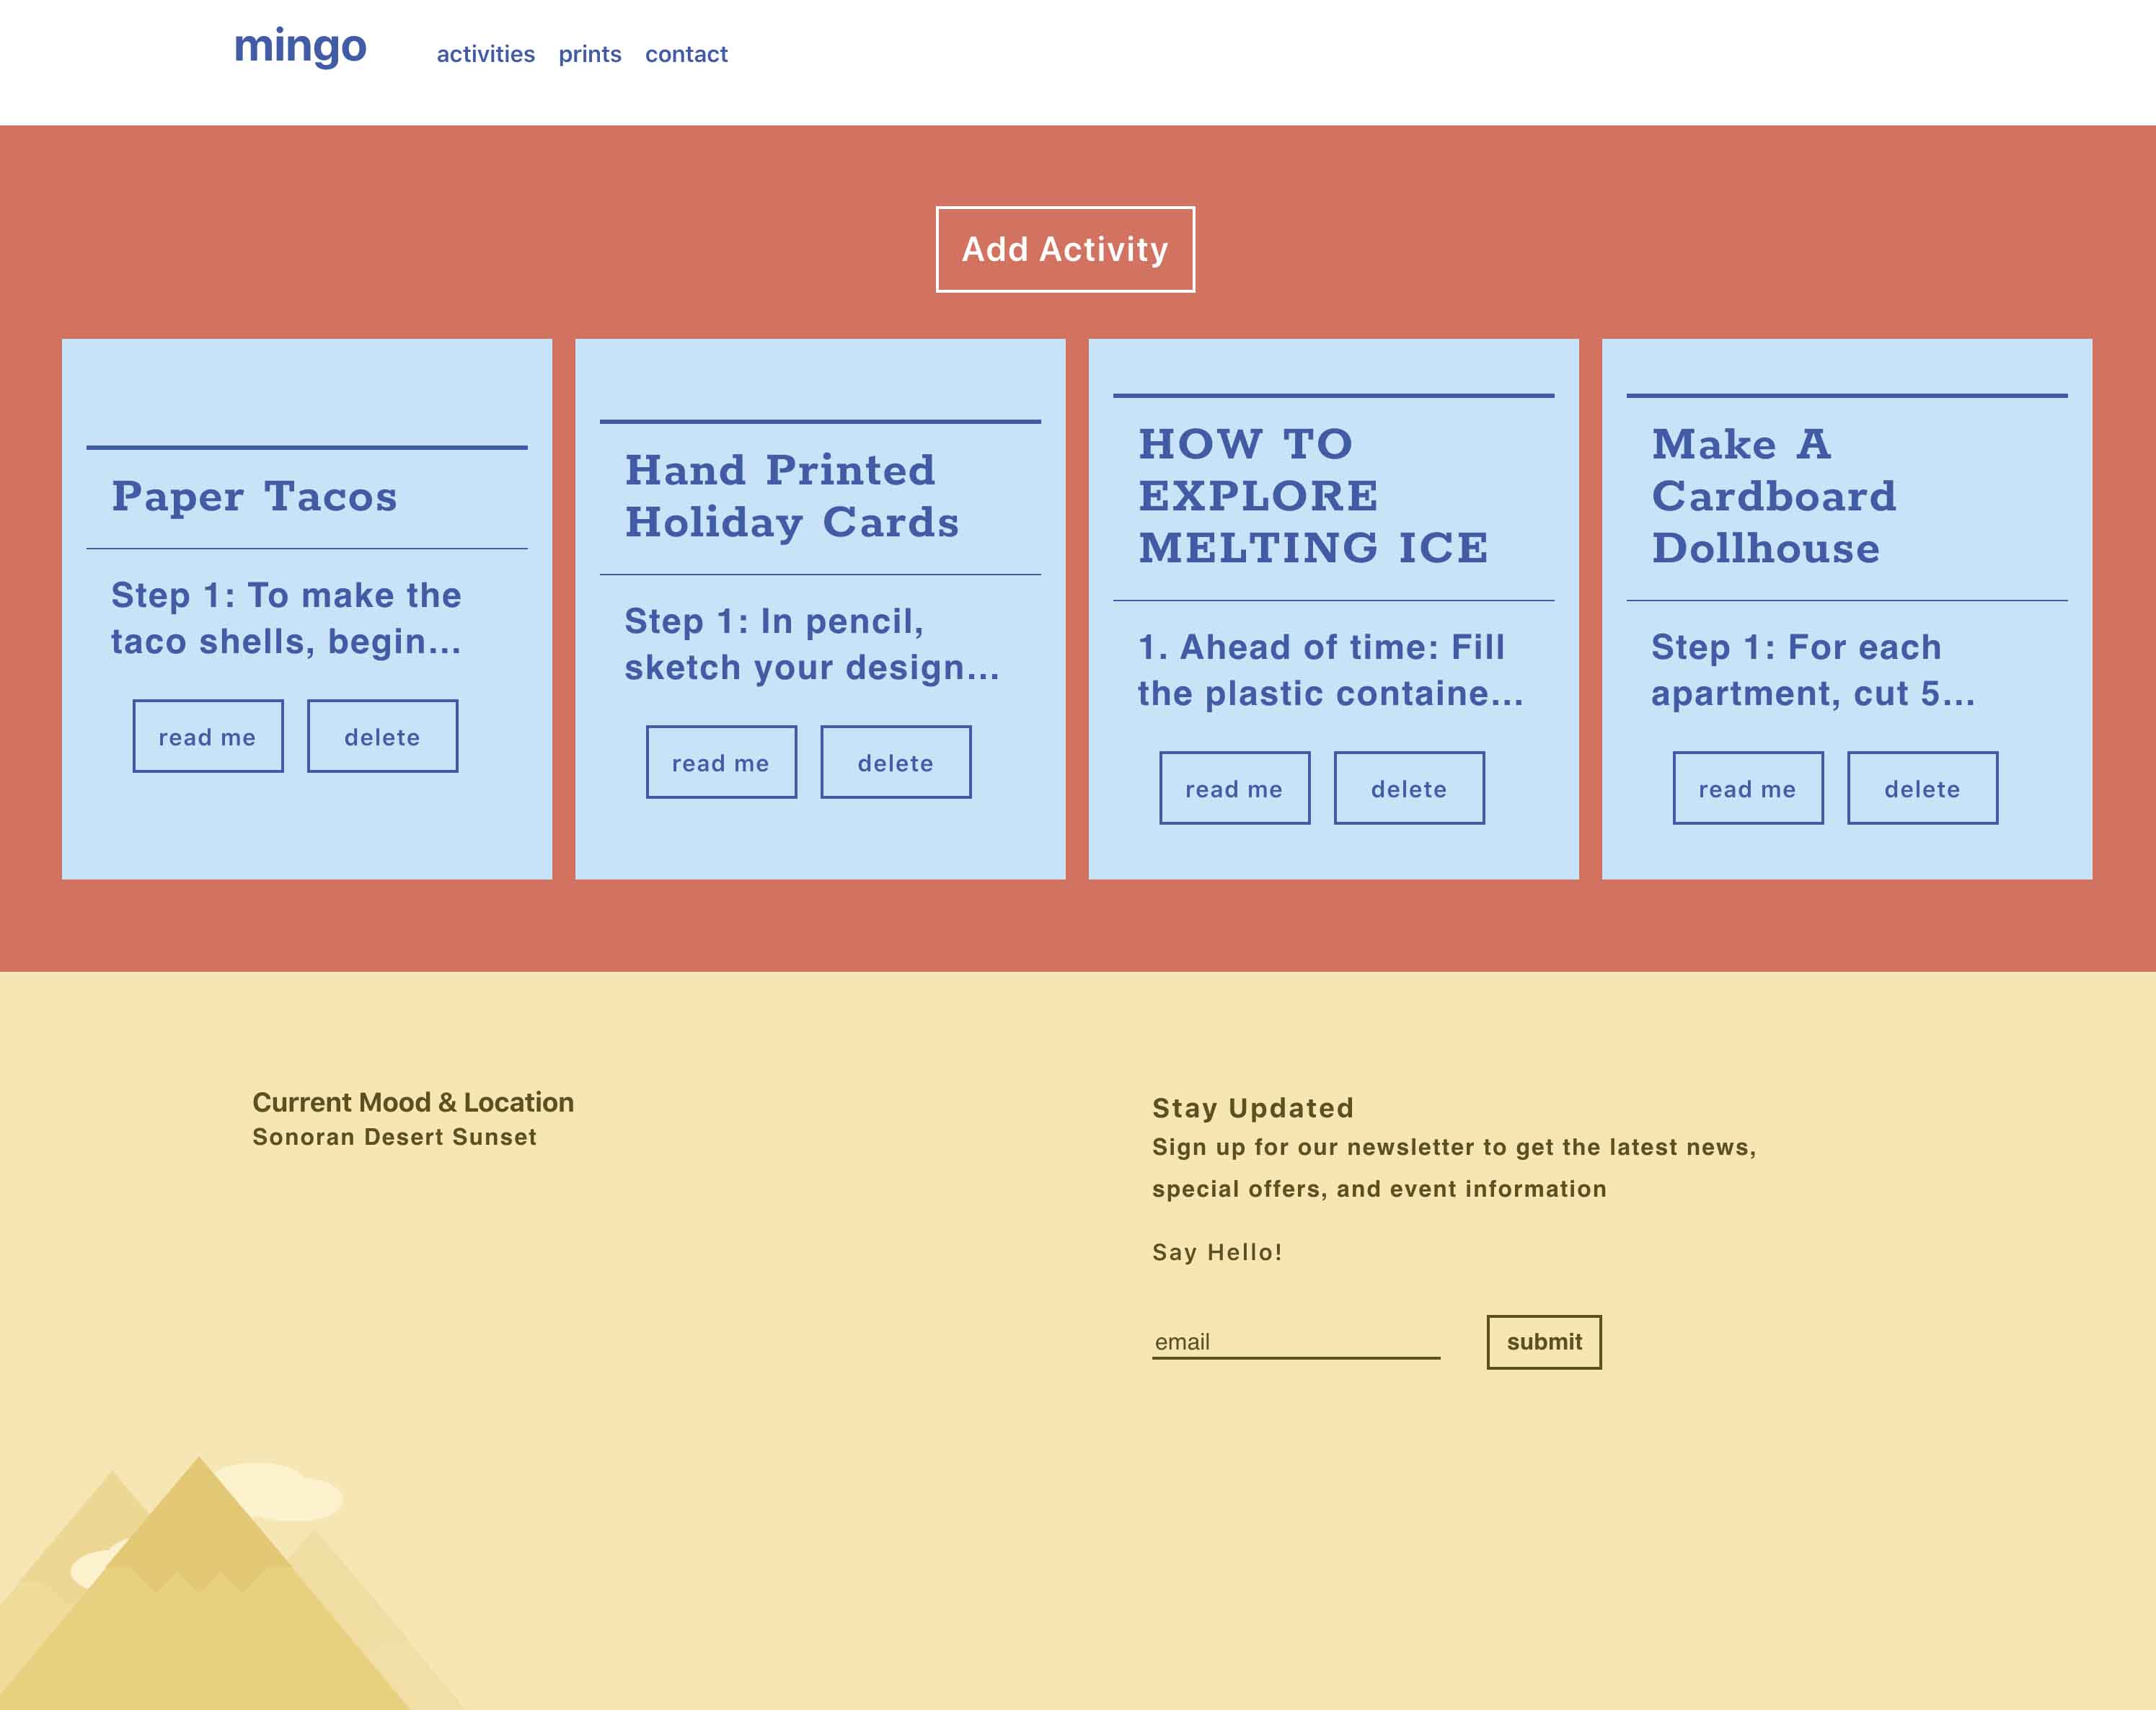 mingo
activities prints contact
Add Activity
Paper Tacos
Step 1: To make the
taco shells, begin...
read me delete
Hand Printed
Holiday Cards
Step 1: In pencil,
sketch your design...
read me delete
HOW TO
EXPLORE
MELTING ICE
1. Ahead of time: Fill
the plastic containe...
read me delete
Make A
Cardboard
Dollhouse
Step 1: For each
apartment, cut 5...
read me delete
Current Mood & Location
Sonoran Desert Sunset
Stay Updated
Sign up for our newsletter to get the latest news,
special offers, and event information
Say Hello!
email submit